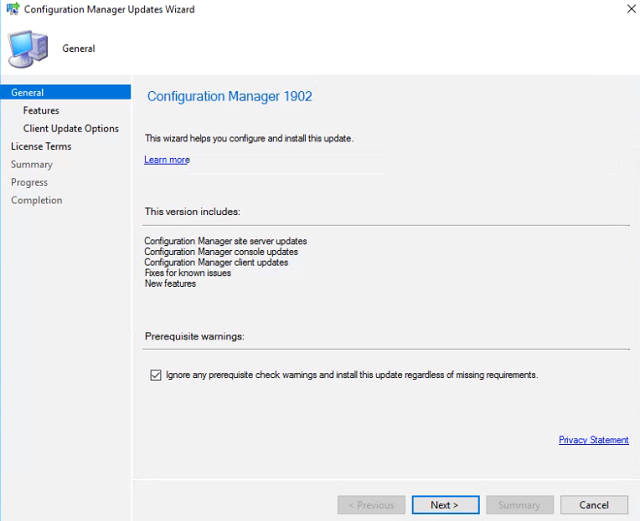 Configuration Manager Updates Wizard
General
General
Features
Client Update Options
License Terms
Summary
Progress
Completion
Configuration Manager 1902
This wizard helps you configure and install this update.
Learn more
This version includes:
Configuration Manager site server updates
Configuration Manager console updates
Configuration Manager client updates
Fixes for known issues
New features
Prerequisite warnings:
Ignore any prerequisite check warnings and install this update regardless of missing requirements.
Privacy Statement
< Previous
Next >
Summary
Cancel